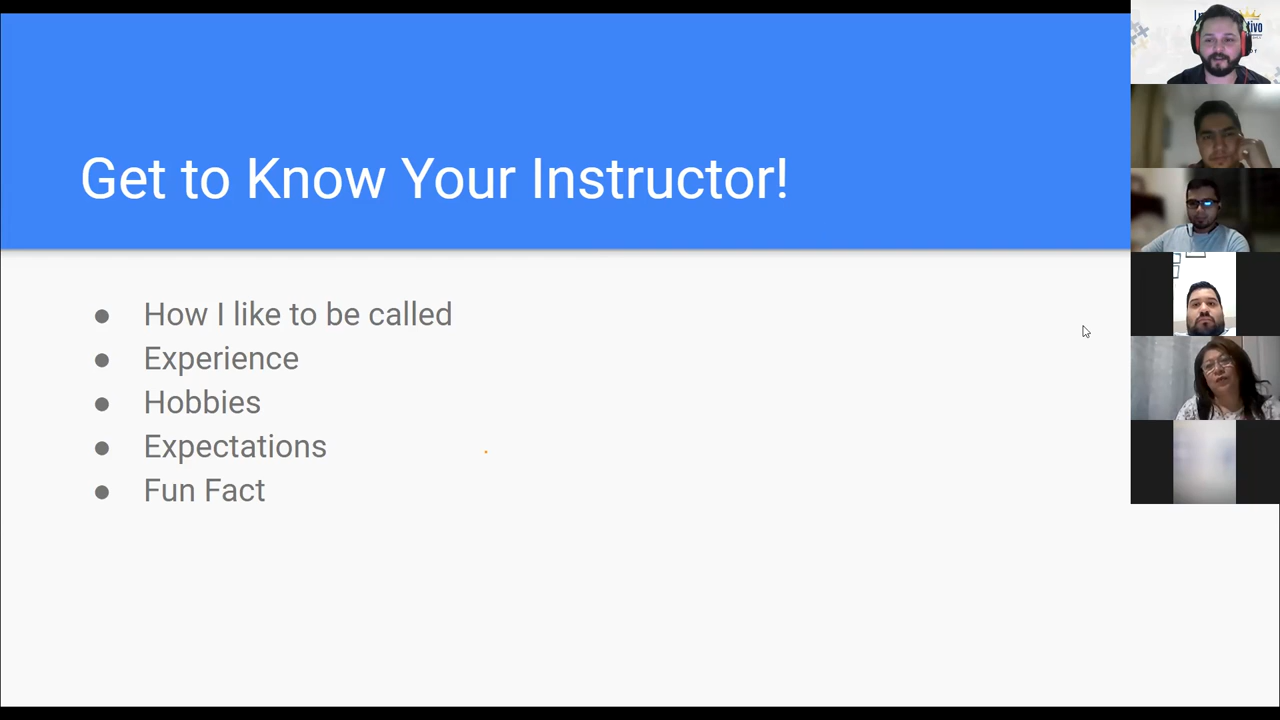 Get to Know Your Instructor!
● How I like to be called
● Experience
● Hobbies
● Expectations
● Fun Fact